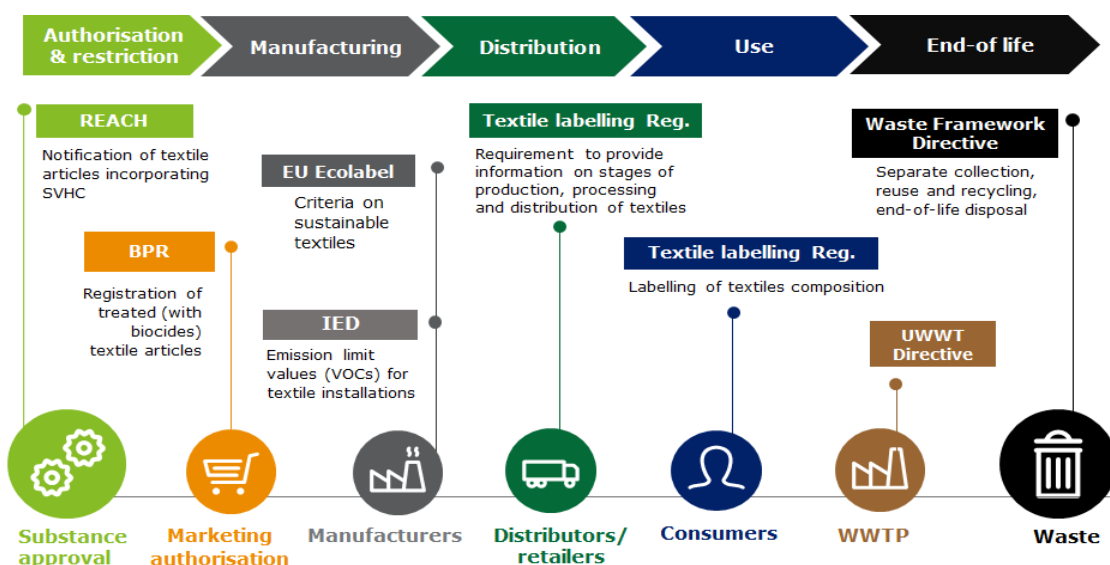 Authorisation
& restriction
Manufacturing
Distribution
Use
End-of life
REACH
Notification of textile
articles incorporating
SVHC
BPR
Registration of
treated (with
biocides)
textile articles
EU Ecolabel
Criteria on
sustainable
textiles
IED
Emission limit
values (VOCs) for
textile installations
Textile labelling Reg.
Requirement to provide
information on stages of
production, processing
and distribution of textiles
Textile labelling Reg.
Labelling of textiles composition
Waste Framework
Directive
Separate collection,
reuse and recycling,
end-of-life disposal
UWWT
Directive
Substance
approval
Marketing
authorisation
Manufacturers
Distributors/
retailers
Consumers
WWTP
Waste